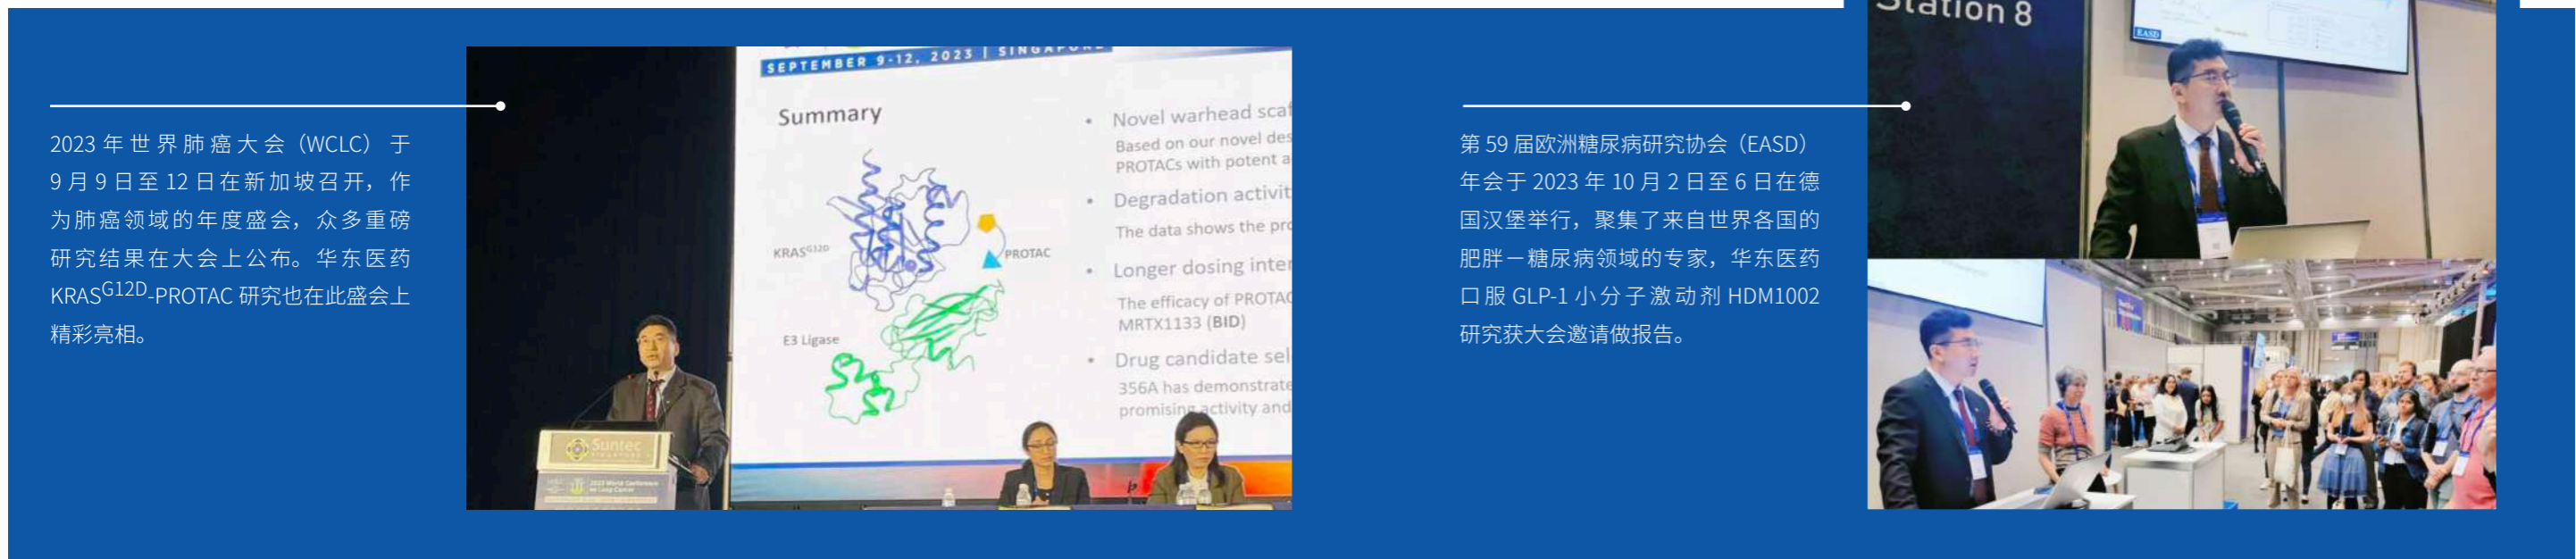 2023 年世界肺癌大会（WCLC）于
9 月 9 日至 12 日在新加坡召开，作
为肺癌领域的年度盛会，众多重磅
研究结果在大会上公布。华东医药
KRASG12D-PROTAC 研究也在此盛会上
精彩亮相。
SEPTEMBER 9-12, 2023 | SINGAPORE
Summary
KRASG12D
PROTAC
E3 Ligase
• Novel warhead scaf
Based on our novel des
PROTACs with potent a
• Degradation activit
The data shows the pro
• Longer dosing inter
The efficacy of PROTAC
MRTX1133 (BID)
• Drug candidate sel
356A has demonstrate
promising activity and
Suntec
SINGAPORE
2023 World Conference
on Lung Cancer
第 59 届欧洲糖尿病研究协会（EASD）
年会于 2023 年 10 月 2 日至 6 日在德
国汉堡举行，聚集了来自世界各国的
肥胖－糖尿病领域的专家，华东医药
口服 GLP-1 小分子激动剂 HDM1002
研究获大会邀请做报告。
Station 8
EASD